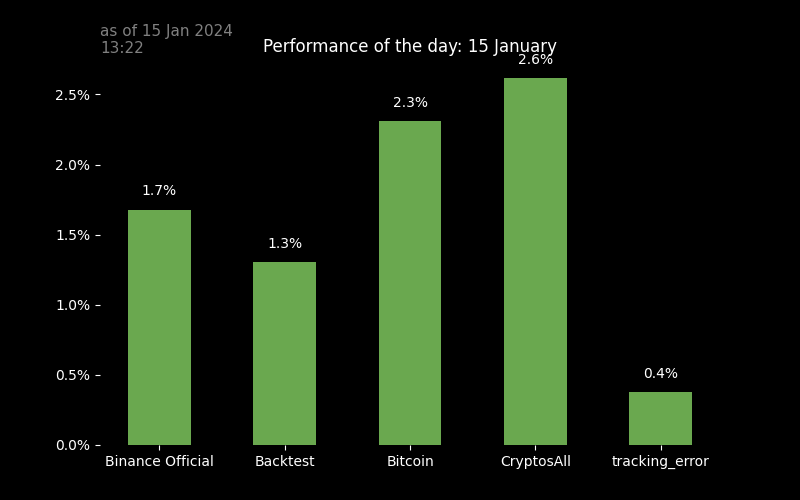 as of 15 Jan 2024
13:22
Performance of the day: 15 January
2.6%
2.5%
2.3%
2.0%
1.7%
1.5%
1.3%
1.0%
0.5%
0.4%
0.0%
Binance Official
Backtest
Bitcoin
CryptosAll
tracking_error